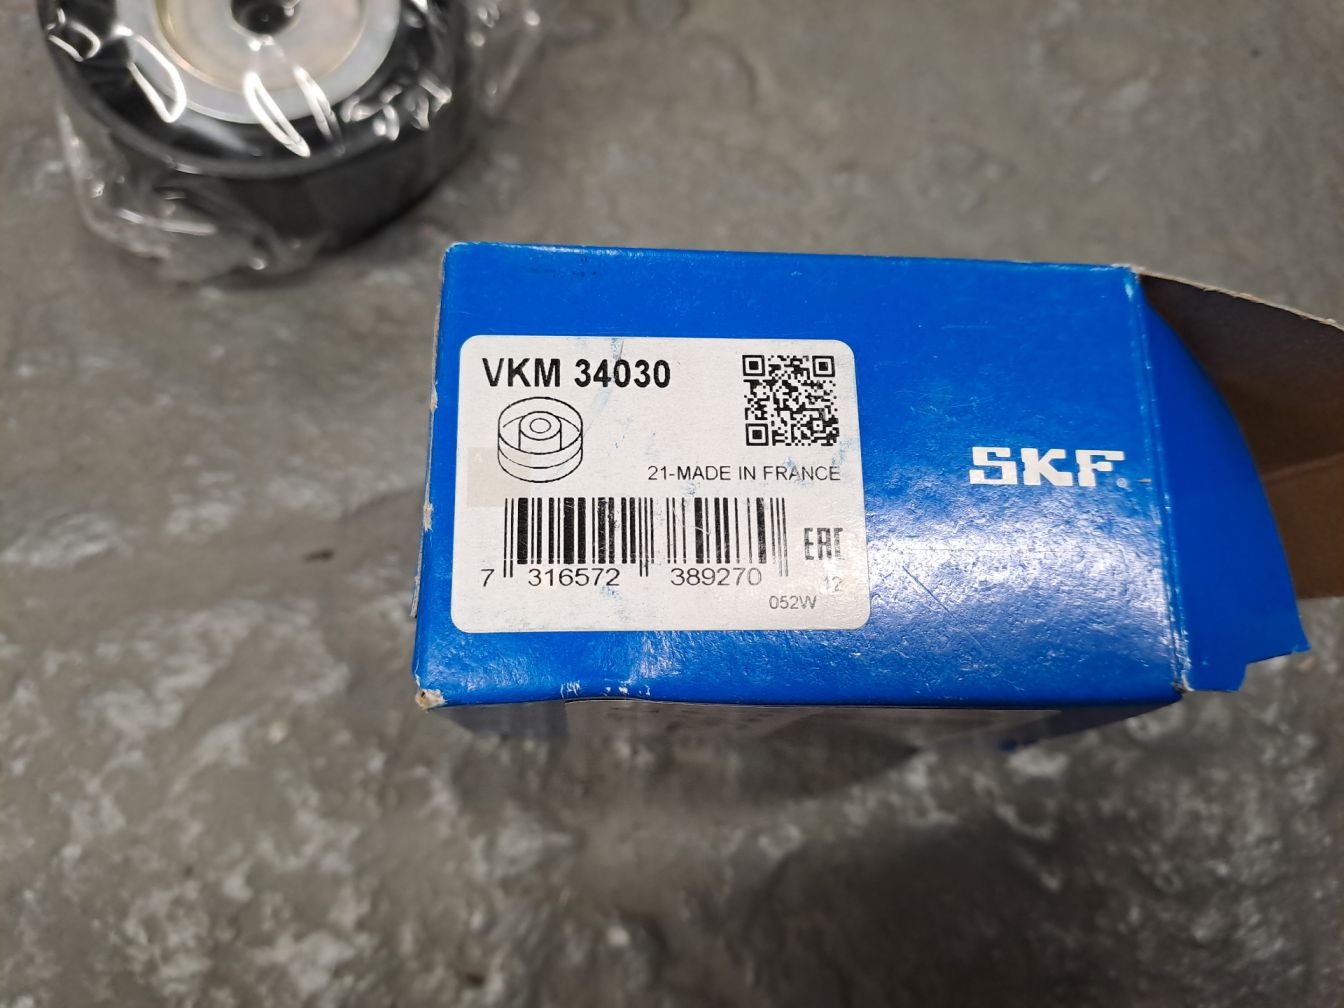 VKM 34030
21-MADE IN FRANCE
SKF
EAC
7 316572 389270
12
052W